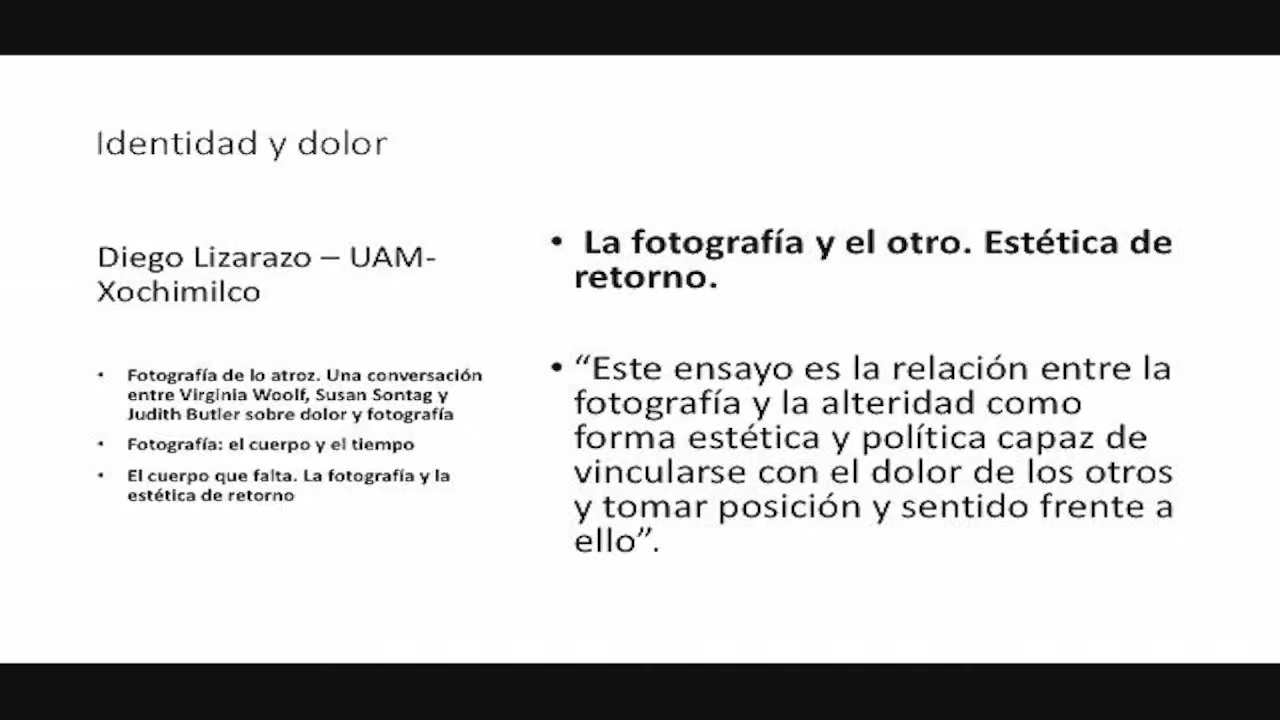 Identidad y dolor
Diego Lizarazo – UAM-
Xochimilco
• Fotografía de lo atroz. Una conversación
entre Virginia Woolf, Susan Sontag y
Judith Butler sobre dolor y fotografía
• Fotografía: el cuerpo y el tiempo
• El cuerpo que falta. La fotografía y la
estética de retorno
• La fotografía y el otro. Estética de
retorno.
• “Este ensayo es la relación entre la
fotografía y la alteridad como
forma estética y política capaz de
vincularse con el dolor de los otros
y tomar posición y sentido frente a
ello”.